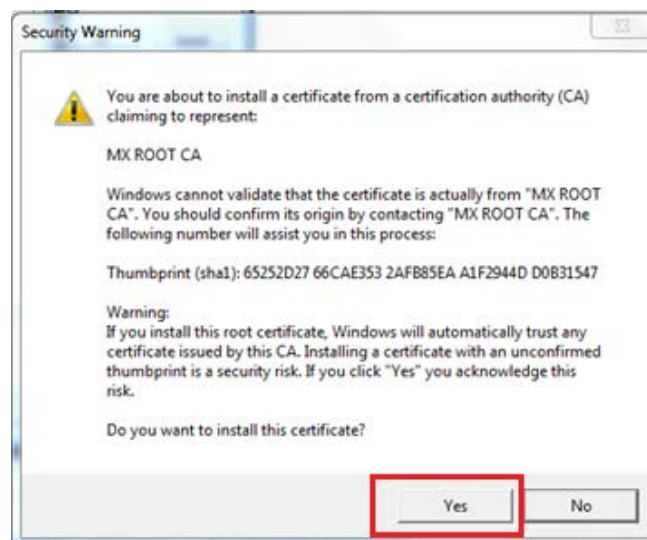 Security Warning
You are about to install a certificate from a certification authority (CA)
claiming to represent:
MX ROOT CA
Windows cannot validate that the certificate is actually from "MX ROOT
CA". You should confirm its origin by contacting "MX ROOT CA". The
following number will assist you in this process:
Thumbprint (sha1): 65252D27 66CAE353 2AFB85EA A1F2944D D0B31547
Warning:
If you install this root certificate, Windows will automatically trust any
certificate issued by this CA. Installing a certificate with an unconfirmed
thumbprint is a security risk. If you click "Yes" you acknowledge this
risk.
Do you want to install this certificate?
Yes No